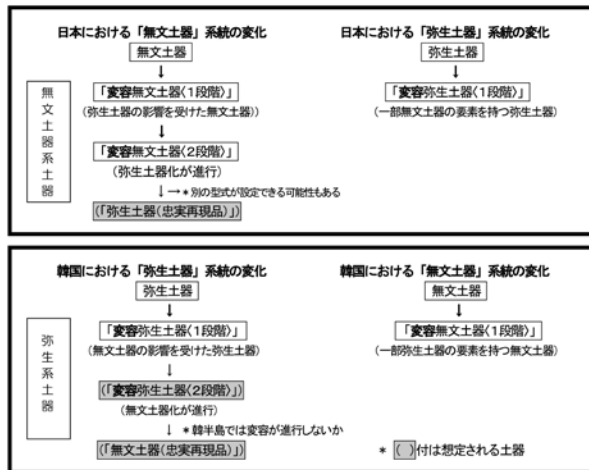 日本における「無文土器」系統の変化
無文土器
↓
「変容無文土器〈1段階〉」
(弥生土器の影響を受けた無文土器))
↓
「変容無文土器〈2段階〉」
(弥生土器化が進行)
↓ →＊別の型式が設定できる可能性もある
(「弥生土器(忠実再現品)」)
無文土器系土器
日本における「弥生土器」系統の変化
弥生土器
↓
「変容弥生土器〈1段階〉」
(一部無文土器の要素を持つ弥生土器)
韓国における「弥生土器」系統の変化
弥生土器
↓
「変容弥生土器〈1段階〉」
(無文土器の影響を受けた弥生土器)
↓
(「変容弥生土器〈2段階〉」)
(無文土器化が進行)
↓ ＊韓半島では変容が進行しないか
(「無文土器(忠実再現品)」)
弥生系土器
韓国における「無文土器」系統の変化
無文土器
↓
「変容無文土器〈1段階〉」
(一部弥生土器の要素を持つ無文土器)
＊ ( )付は想定される土器